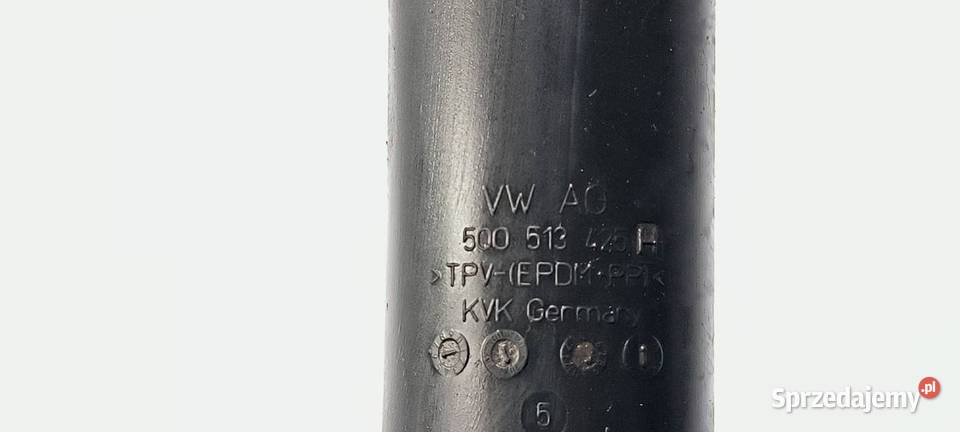 VW AG
5Q0 513 425 H
>TPV-(EPDM+PP)<
KVK Germany
5
Sprzedajemy.pl